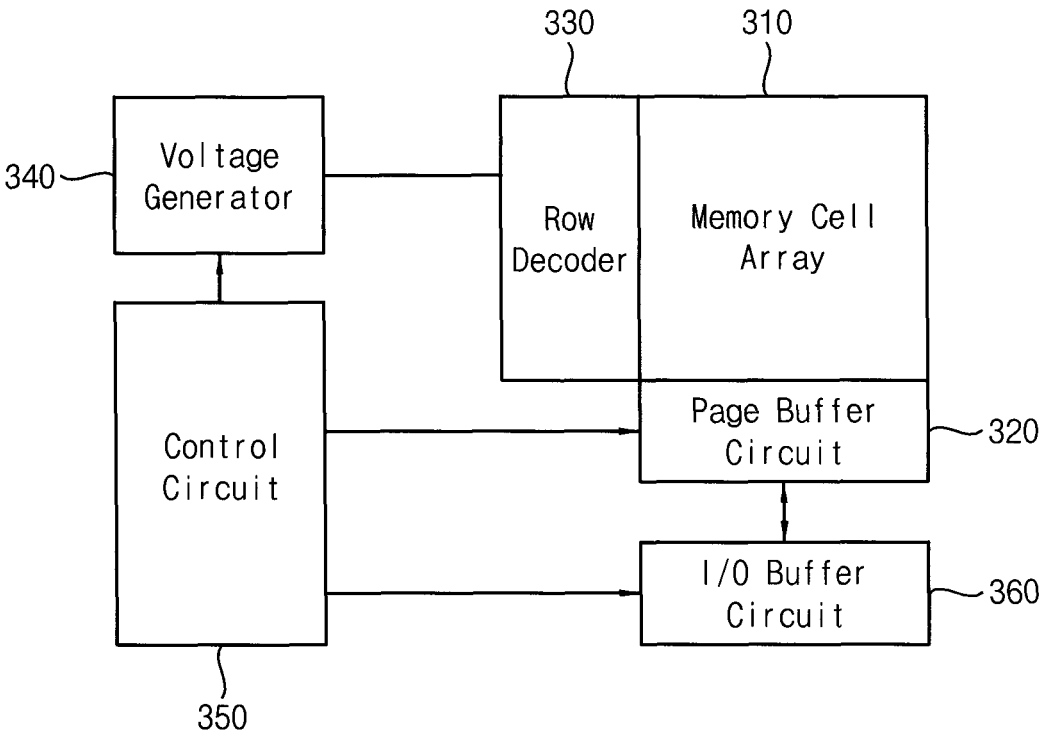 330
310
340
Voltage
Generator
Row
Decoder
Memory Cell
Array
Control
Circuit
Page Buffer
Circuit
320
I/O Buffer
Circuit
360
350